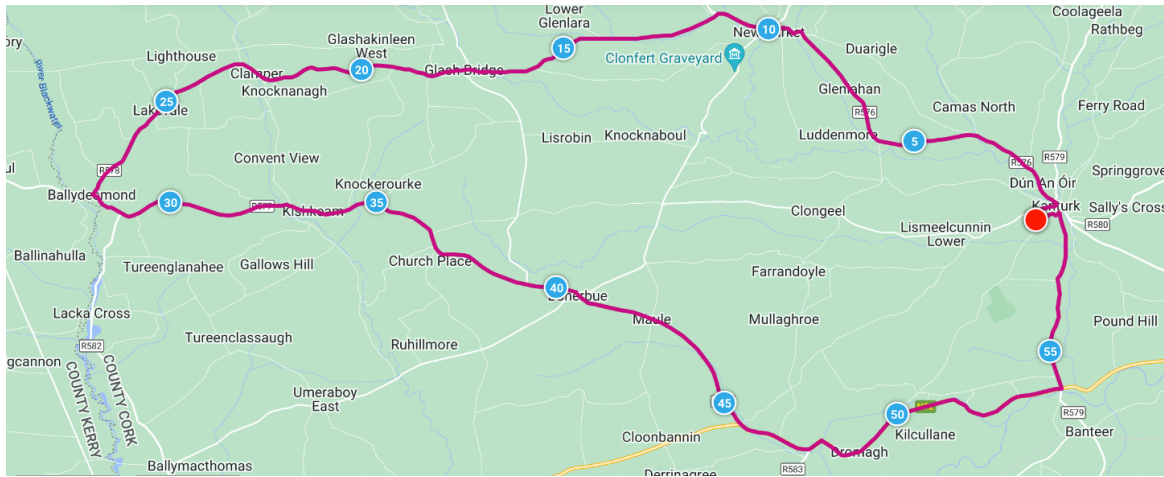 Lower
Glenlara
Coolageela
Rathbeg
Glashakinleen
West
15
10
Duarigle
Lighthouse
Clonfert Graveyard
20
Clamper
Glash Bridge
Knocknanagh
Glenlahan
25
Camas North
Ferry Road
R576
River Blackwater
Lisrobin
Knocknaboul
Luddenmore
5
Convent View
R576
R579
Springgrove
R578
Dún An Óir
Knockerourke
Ballydesmond
30
35
Kanturk
Sally's Cross
R577
Kishkeam
Clongeel
R580
Lismeelcunnin
Lower
Ballinahulla
Tureenglanahee
Gallows Hill
Church Place
Farrandoyle
40
Lacka Cross
Maule
Mullaghroe
Pound Hill
Tureenclassaugh
R582
Ruhillmore
55
COUNTY CORK
COUNTY KERRY
Umeraboy
East
45
50
R579
Cloonbannin
Kilcullane
Banteer
Dromagh
Ballymacthomas
R583
Derrinagree